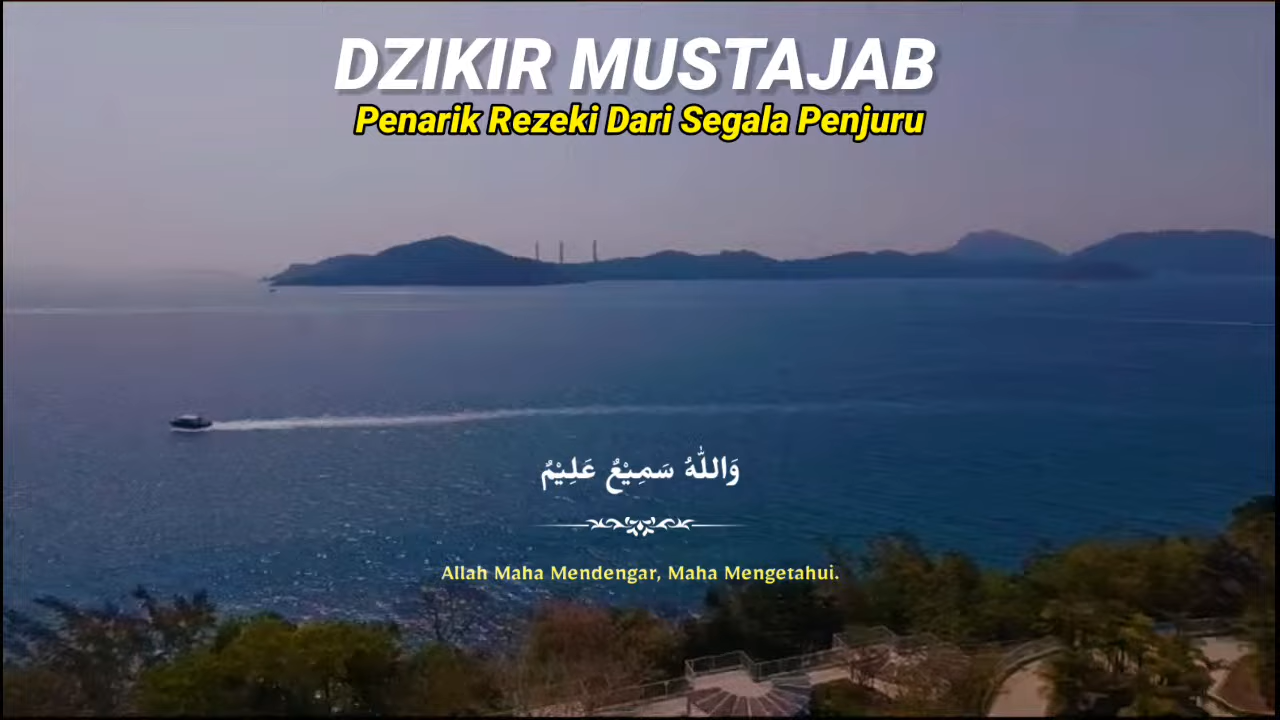 DZIKIR MUSTAJAB
Penarik Rezeki Dari Segala Penjuru
وَاللّٰهُ سَمِيْعٌ عَلِيْمٌ
Allah Maha Mendengar, Maha Mengetahui.